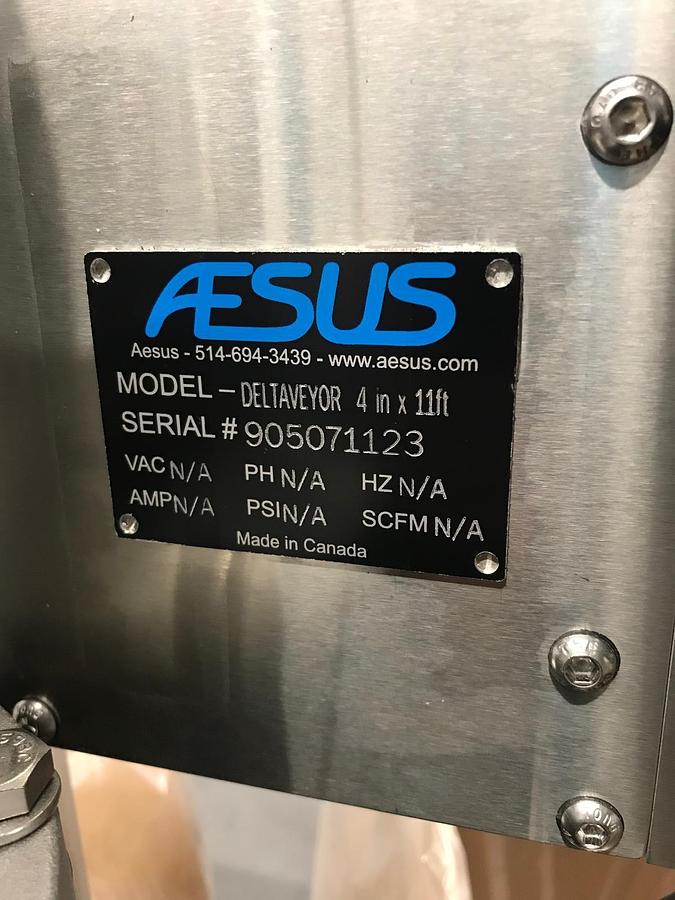 ÆSUS
Aesus - 514-694-3439 - www.aesus.com
MODEL - DELTAVEYOR 4 in x 11ft
SERIAL # 905071123
VAC N/A PH N/A HZ N/A
AMP N/A PSI N/A SCFM N/A
Made in Canada